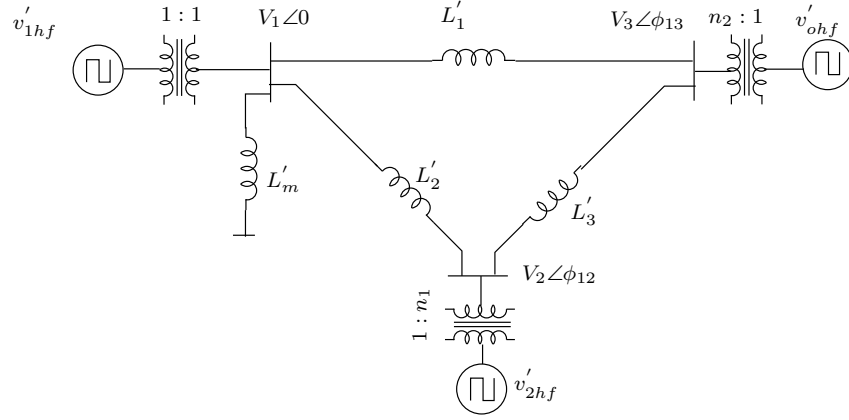 v'₁hf
1 : 1
V₁∠0
L'₁
V₃∠ϕ₁₃
n₂ : 1
v'ohf
L'm
L'₂
L'₃
V₂∠ϕ₁₂
1 : n₁
v'₂hf